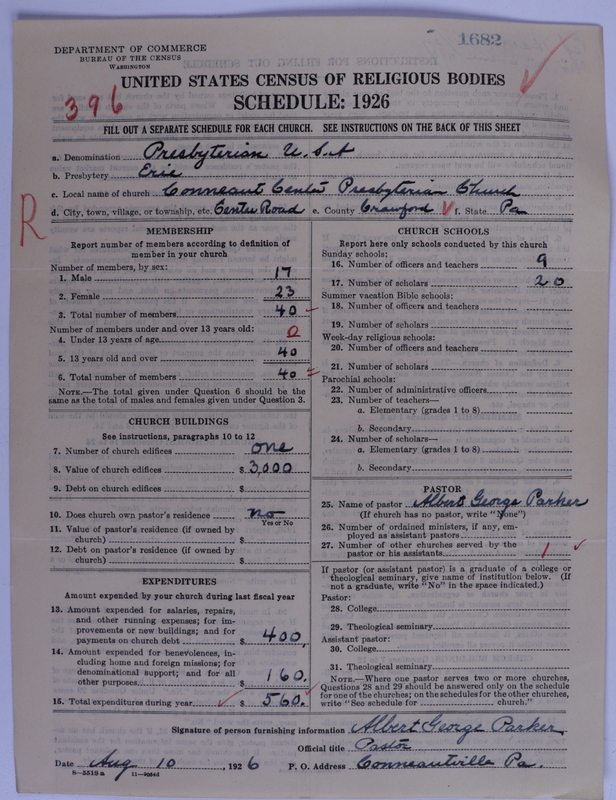 1682
DEPARTMENT OF COMMERCE
BUREAU OF THE CENSUS
WASHINGTON
UNITED STATES CENSUS OF RELIGIOUS BODIES
396
SCHEDULE: 1926
FILL OUT A SEPARATE SCHEDULE FOR EACH CHURCH. SEE INSTRUCTIONS ON THE BACK OF THIS SHEET
a. Denomination Presbyterian U.S.A
b. Presbytery Erie
c. Local name of church Conneaut Center Presbyterian Church
d. City, town, village, or township, etc. Center Road e. County Crawford f. State Pa
R
MEMBERSHIP
Report number of members according to definition of
member in your church
Number of members, by sex:
1. Male 17
2. Female 23
3. Total number of members 40
Number of members under and over 13 years old:
4. Under 13 years of age 0
5. 13 years old and over 40
6. Total number of members 40
NOTE.—The total given under Question 6 should be
same as the total of males and females given under Question 3.
CHURCH BUILDINGS
See instructions, paragraphs 10 to 12
7. Number of church edifices one
8. Value of church edifices $ 3,000
9. Debt on church edifices $
10. Does church own pastor's residence? no
Yes or No
11. Value of pastor's residence (if owned by
church) $
12. Debt on pastor's residence (if owned by
church) $
EXPENDITURES
Amount expended by your church during last fiscal year
13. Amount expended for salaries, repairs,
and other running expenses; for im-
provements or new buildings; and for
payments on church debt $ 400.
14. Amount expended for benevolences, in-
cluding home and foreign missions; for
denominational support; and for all
other purposes 160.
15. Total expenditures during year $ 560.
CHURCH SCHOOLS
Report here only schools conducted by this church
Sunday schools:
16. Number of officers and teachers 9
17. Number of scholars 20
Summer vacation Bible schools:
18. Number of officers and teachers
19. Number of scholars
Week-day religious schools:
20. Number of officers and teachers
21. Number of scholars
Parochial schools:
22. Number of administrative officers
23. Number of teachers—
a. Elementary (grades 1 to 8)
b. Secondary
24. Number of scholars—
a. Elementary (grades 1 to 8)
b. Secondary
PASTOR
25. Name of pastor Albert George Parker
(If church has no pastor, write "None")
26. Number of ordained ministers, if any, em-
ployed as assistant pastors
27. Number of other churches served by the
pastor or his assistants 1
If pastor (or assistant pastor) is a graduate of a college or
theological seminary, give name of institution below. (If
not a graduate, write "No" in the space indicated.)
Pastor:
28. College
29. Theological seminary
Assistant pastor:
30. College
31. Theological seminary
NOTE.—Where one pastor serves two or more churches,
Questions 28 and 29 should be answered only on the schedule
for one of the churches; on the schedules for the other churches,
write "See schedule for church."
Signature of person furnishing information Albert George Parker
Official title Pastor
Date Aug 10, 1926 P. O. Address Conneautville Pa.